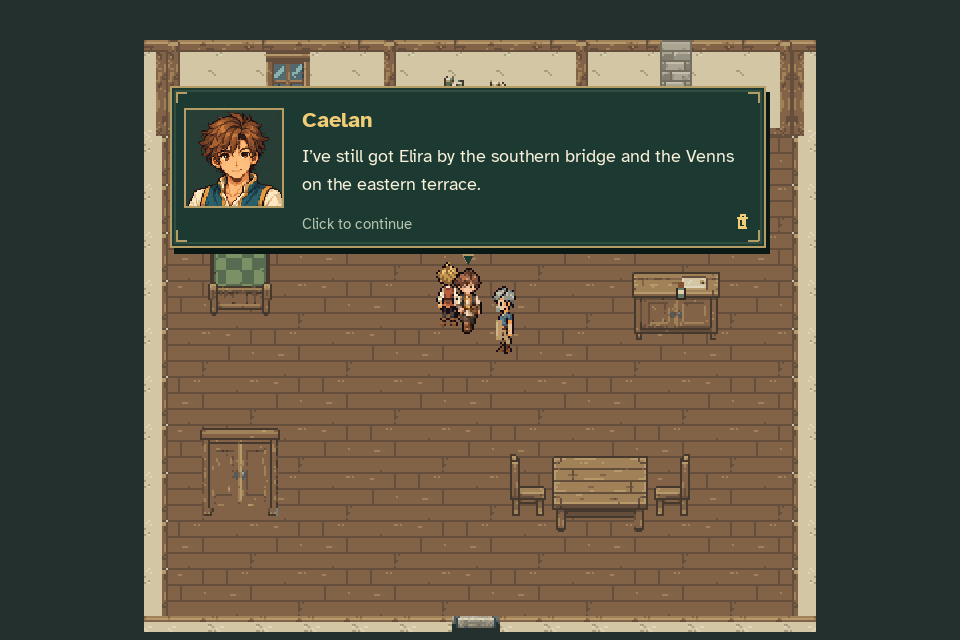 Caelan
I've still got Elira by the southern bridge and the Venns
on the eastern terrace.
Click to continue